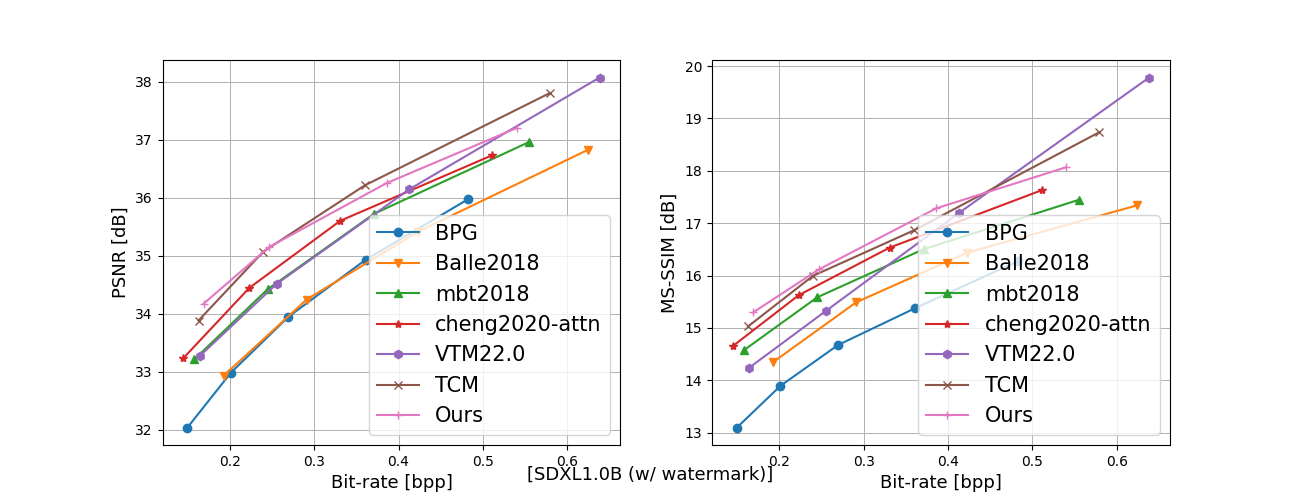 38
37
36
35
34
33
32
PSNR [dB]
BPG
Balle2018
mbt2018
cheng2020-attn
VTM22.0
TCM
Ours
0.2
0.3
0.4
0.5
0.6
Bit-rate [bpp]
20
19
18
17
16
15
14
13
MS-SSIM [dB]
BPG
Balle2018
mbt2018
cheng2020-attn
VTM22.0
TCM
Ours
0.2
0.3
0.4
0.5
0.6
Bit-rate [bpp]
[SDXL1.0B (w/ watermark)]